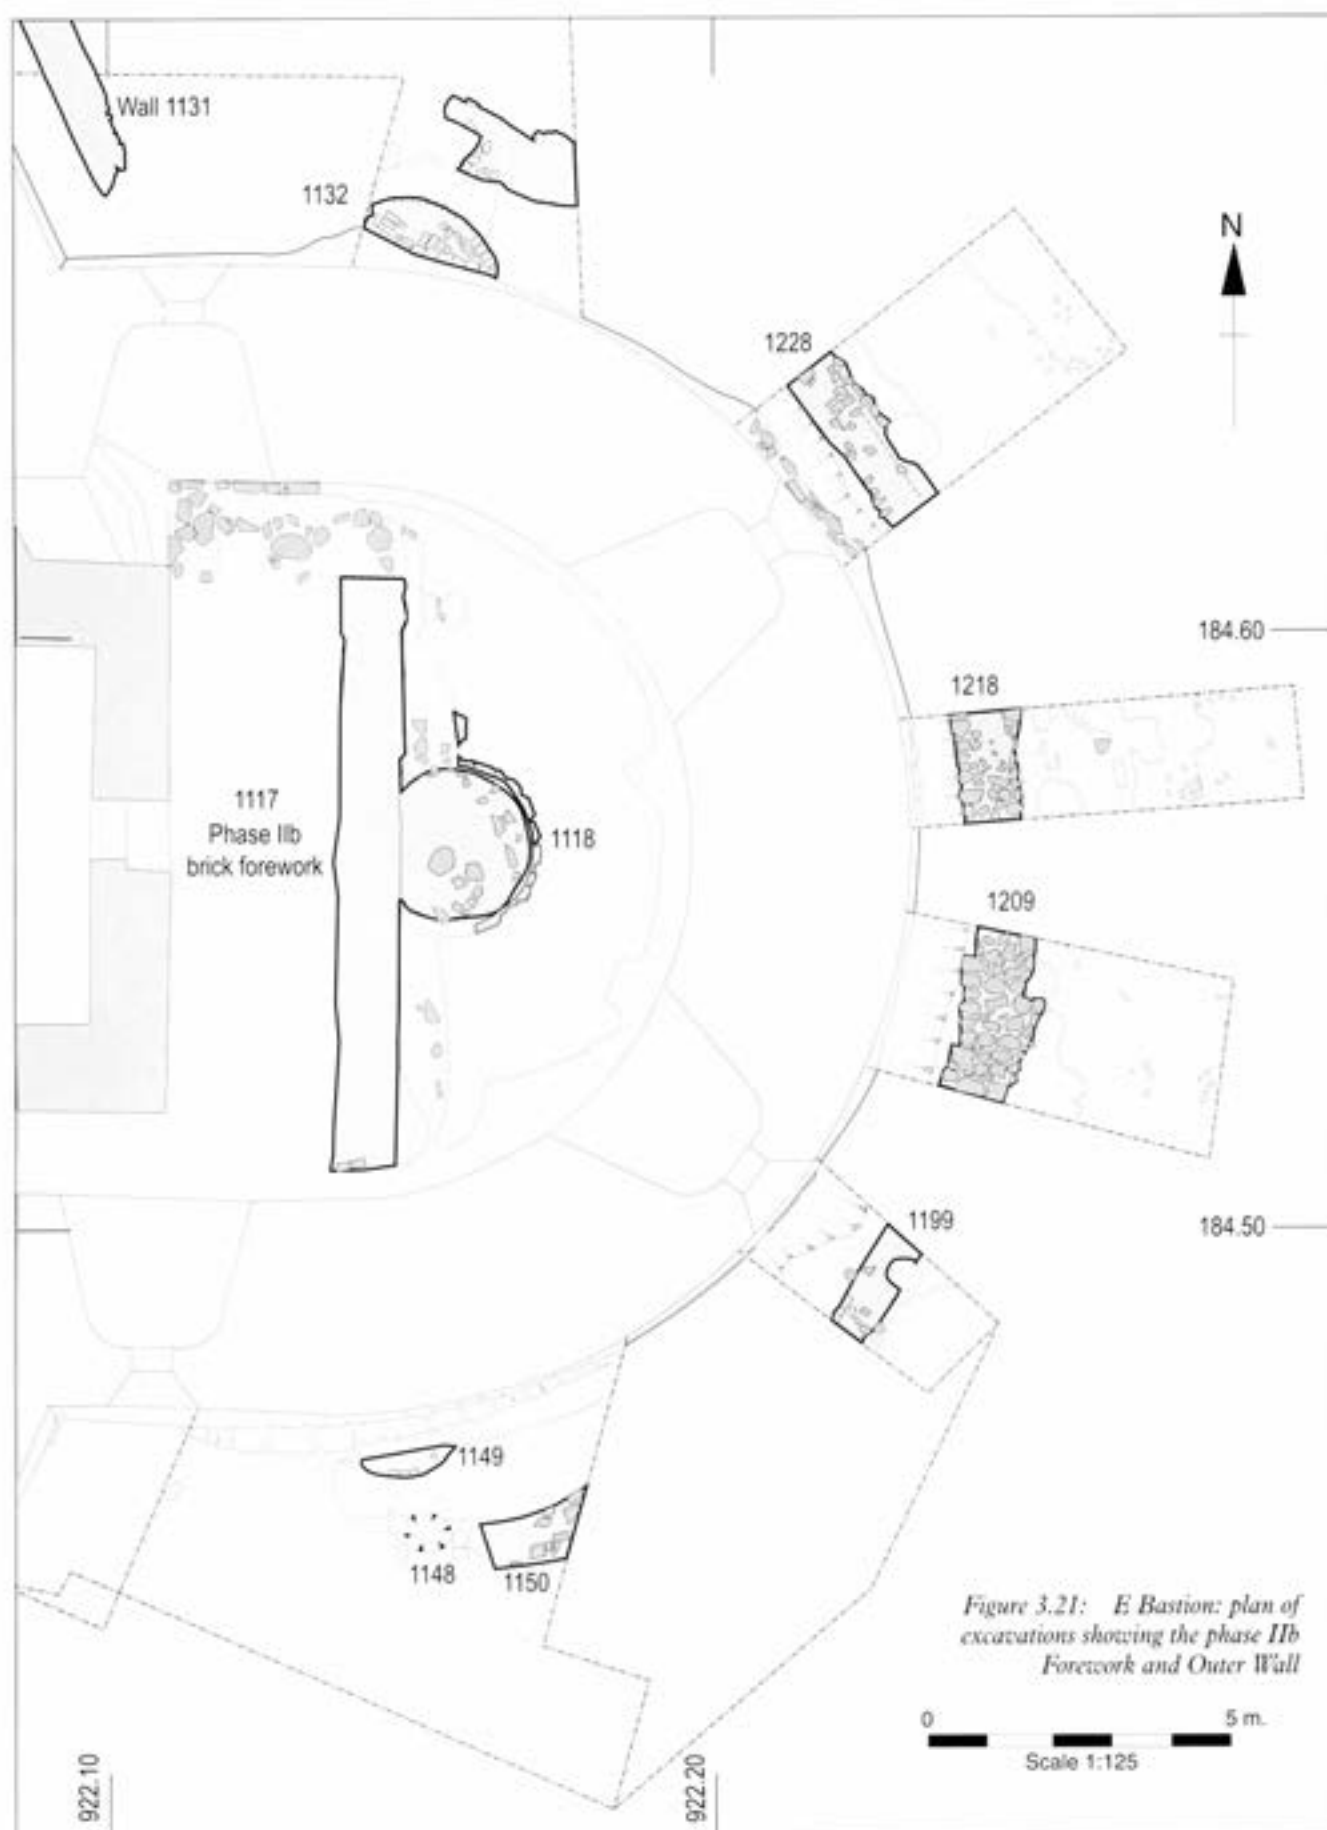 Wall 1131
1132
N
1228
184.60
1218
1117
Phase IIb
brick forework
1118
1209
1199
184.50
1149
1148
1150
Figure 3.21: E Bastion: plan of
excavations showing the phase IIb
Forework and Outer Wall
0 5 m.
Scale 1:125
922.10
922.20